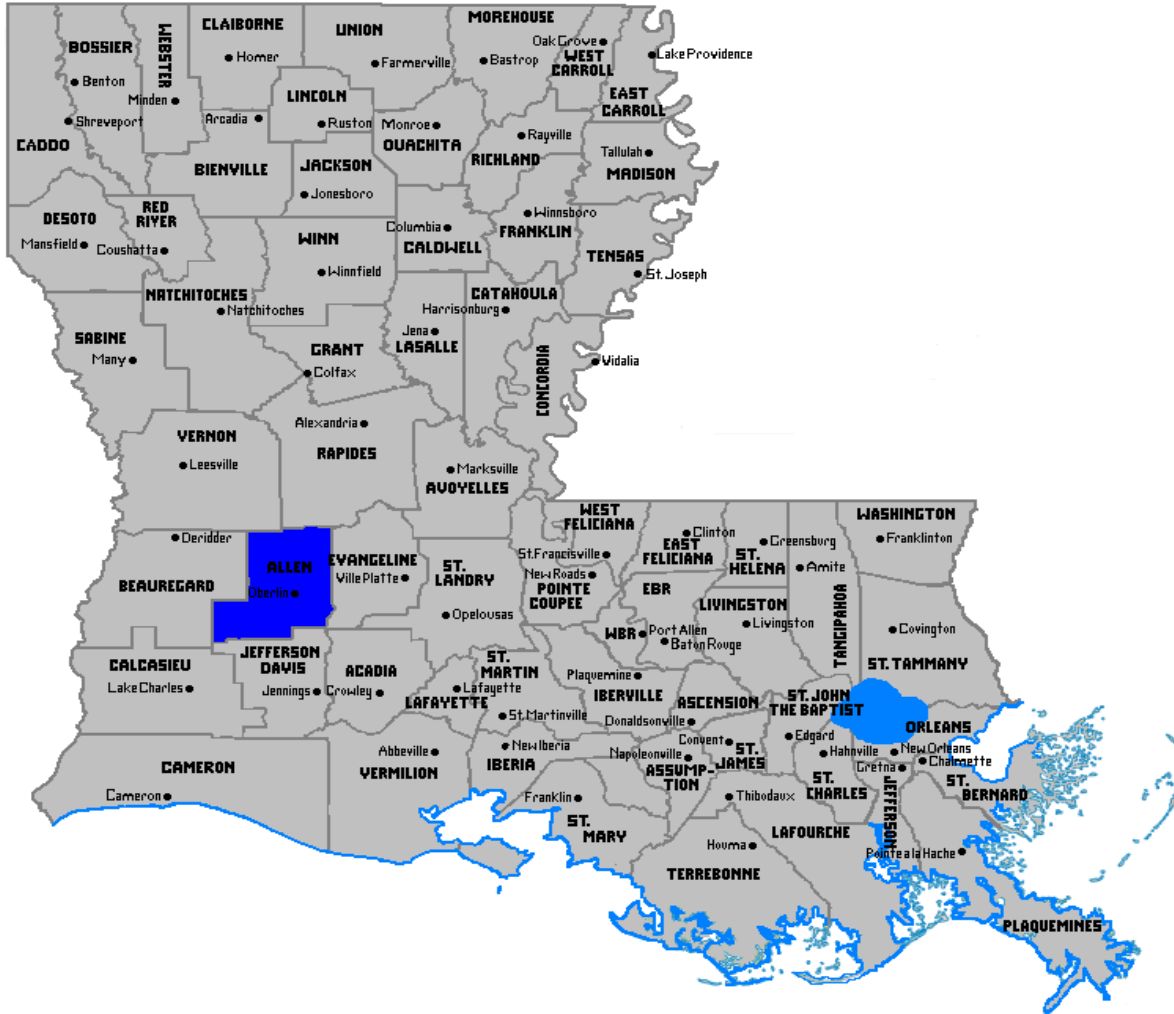 MOREHOUSE
CLAIBORNE
UNION
WEBSTER
BOSSIER
Oak Grove
WEST
CARROLL
Lake Providence
Homer
Farmerville
Bastrop
Benton
LINCOLN
EAST
CARROLL
Minden
Shreveport
Arcadia
Ruston
Monroe
Rayville
CADDO
OUACHITA
RICHLAND
Tallulah
MADISON
BIENVILLE
JACKSON
Jonesboro
RED
RIVER
DESOTO
Winnsboro
Mansfield
Coushatta
WINN
Columbia
CALDWELL
FRANKLIN
TENSAS
Winnfield
St. Joseph
NATCHITOCHES
Natchitoches
CATAHOULA
Harrisonburg
SABINE
Many
GRANT
Colfax
Jena
LASALLE
CONCORDIA
Vidalia
Alexandria
VERNON
Leesville
RAPIDES
Marksville
AVOYELLES
WEST
FELICIANA
WASHINGTON
Deridder
Clinton
Greensburg
Franklinton
EAST
FELICIANA
ST.
HELENA
St. Francisville
ALLEN
EVANGELINE
Ville Platte
ST.
LANDRY
New Roads
POINTE
COUPEE
Amite
BEAUREGARD
Oberlin
EBR
LIVINGSTON
Livingston
TANGIPAHOA
Opelousas
WBR
Port Allen
Baton Rouge
Covington
CALCASIEU
JEFFERSON
DAVIS
ACADIA
ST.
MARTIN
ST. TAMMANY
Lake Charles
Jennings
Crowley
Lafayette
LAFAYETTE
Plaquemine
IBERVILLE
ASCENSION
ST. JOHN
THE BAPTIST
St. Martinville
Donaldsonville
ORLEANS
Abbeville
New Iberia
Convent
Edgard
CAMERON
VERMILION
IBERIA
Napoleonville
ST.
JAMES
Hahnville
New Orleans
Chalmette
ASSUMP-
TION
Gretna
Cameron
Franklin
Thibodaux
ST.
CHARLES
JEFFERSON
ST.
BERNARD
ST.
MARY
LAFOURCHE
Houma
Pointe a la Hache
TERREBONNE
PLAQUEMINES